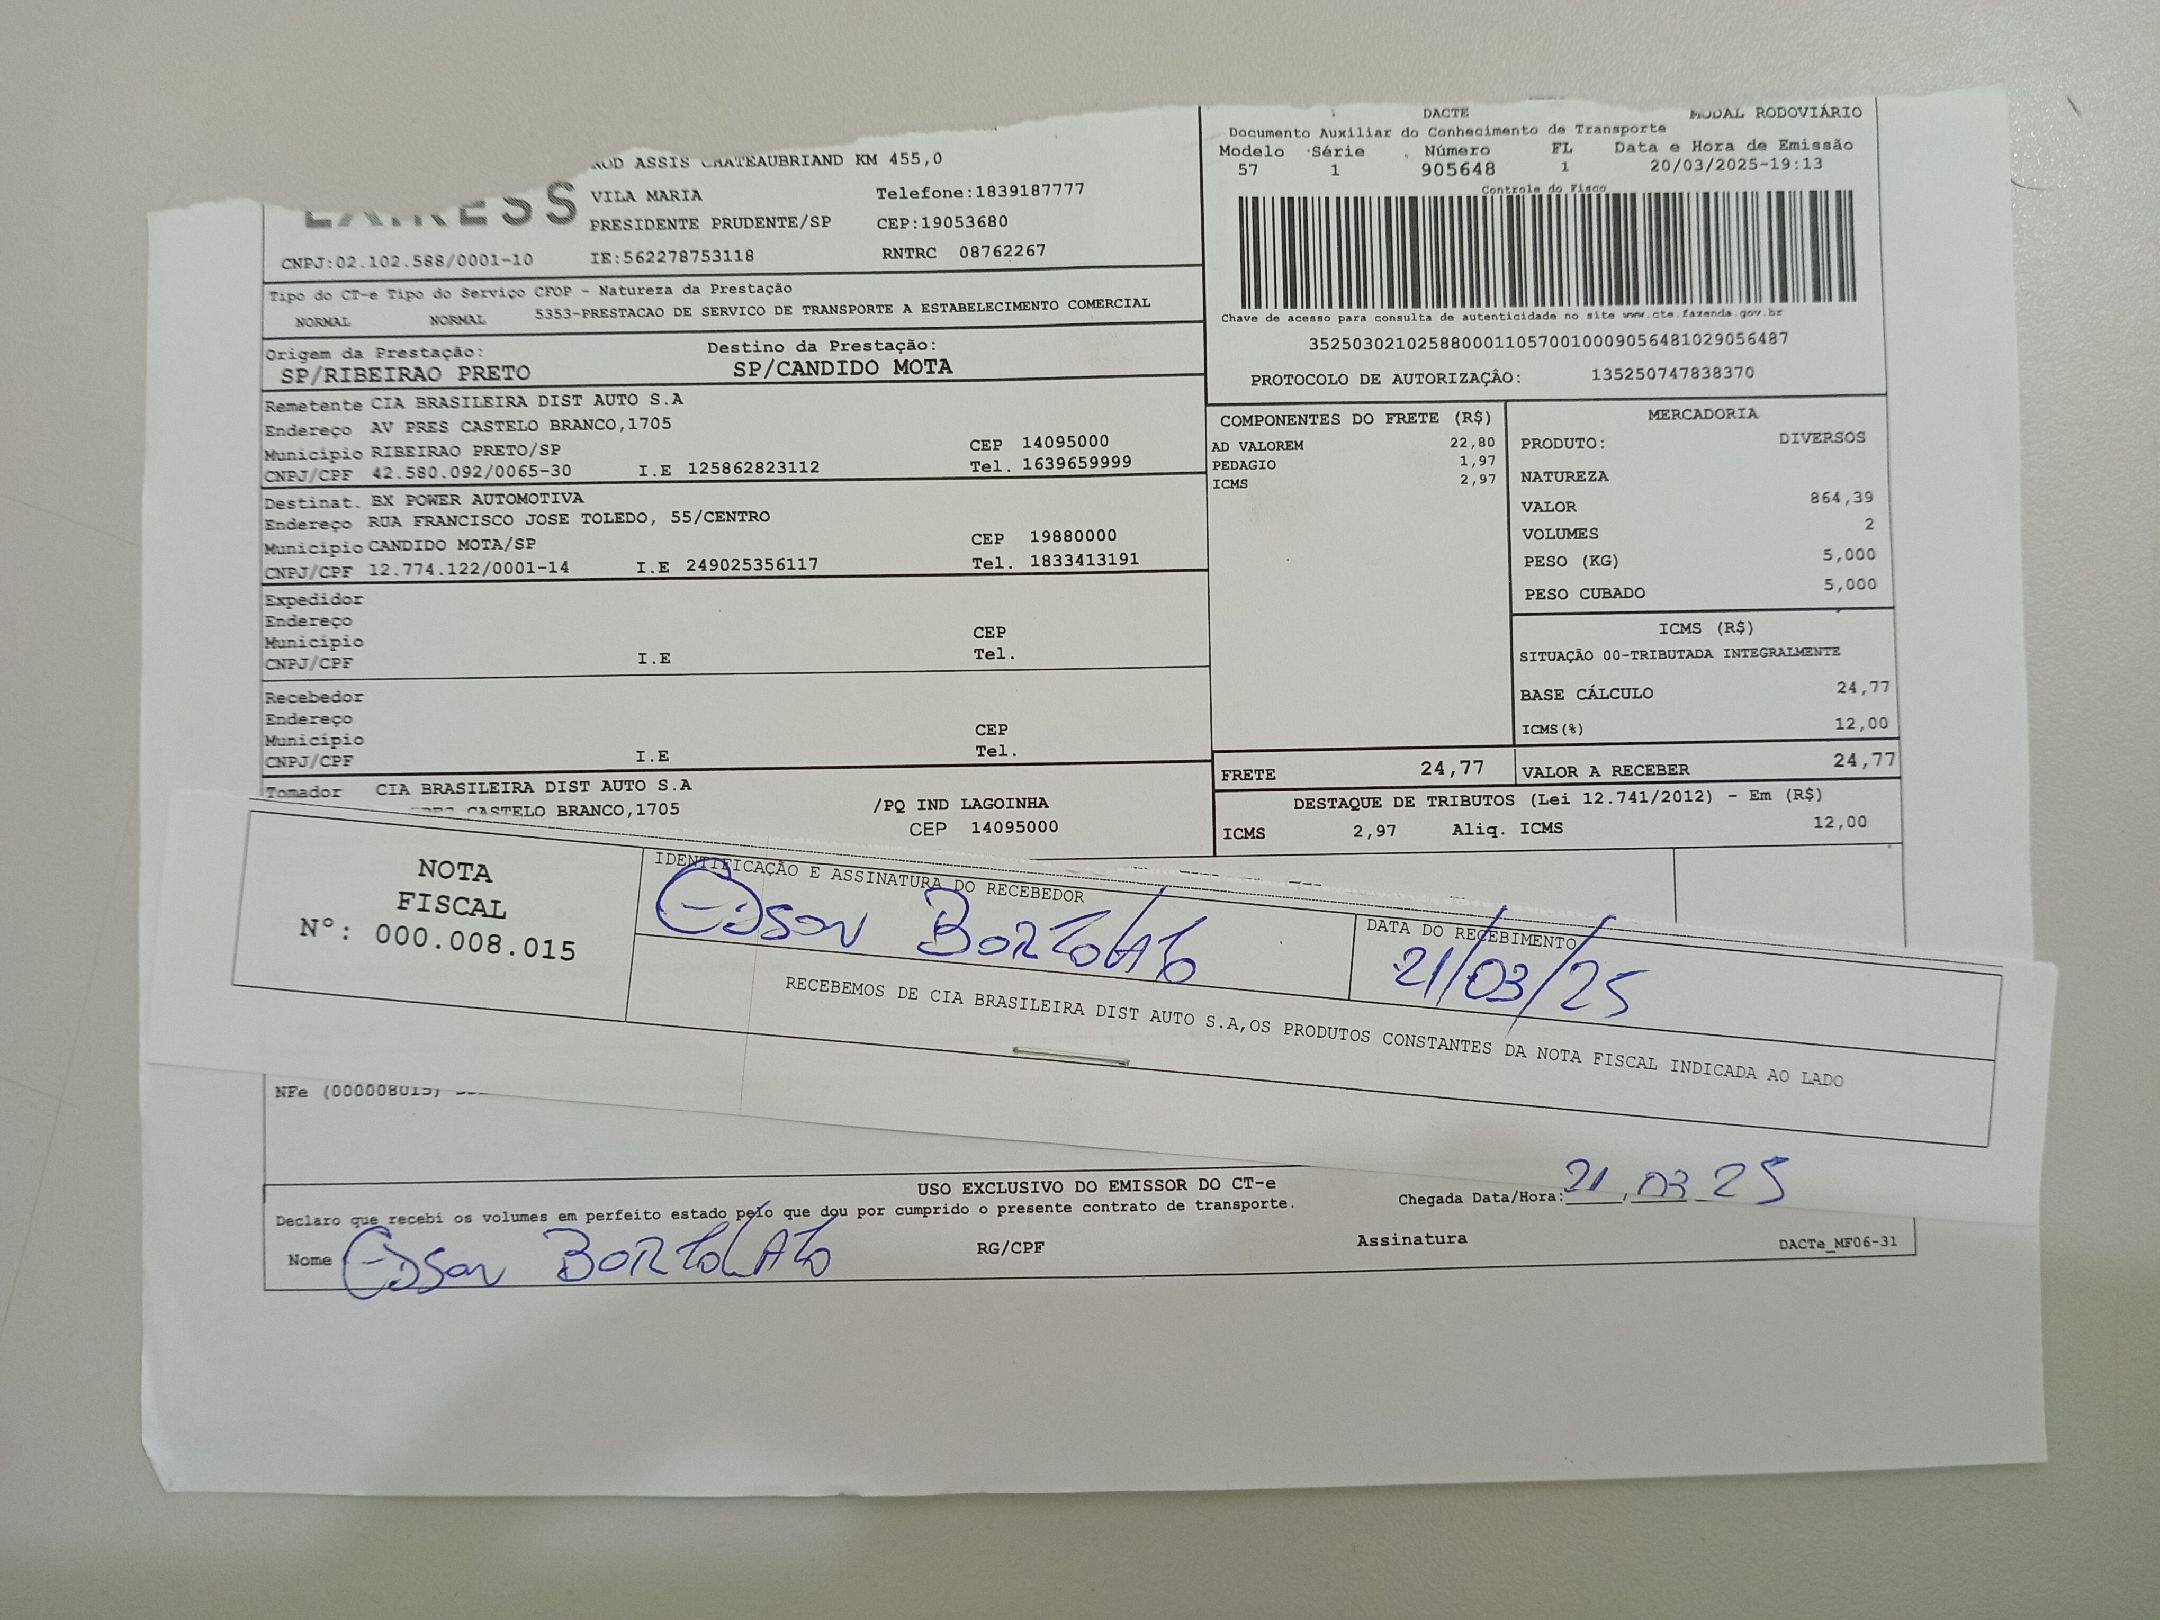 DACTE
MODAL RODOVIÁRIO
Documento Auxiliar do Conhecimento de Transporte
Modelo Série Número FL Data e Hora de Emissão
57 1 905648 1 20/03/2025-19:13
Controle do Fisco
Chave de acesso para consulta de autenticidade no site www.cte.fazenda.gov.br
35250302102588000110570010009056481029056487
PROTOCOLO DE AUTORIZAÇÃO: 135250747838370
ROD ASSIS CHATEAUBRIAND KM 455,0
EXPRESS
VILA MARIA Telefone:1839187777
PRESIDENTE PRUDENTE/SP CEP:19053680
CNPJ:02.102.588/0001-10 IE:562278753118 RNTRC 08762267
Tipo do CT-e Tipo do Serviço CFOP - Natureza da Prestação
NORMAL NORMAL 5353-PRESTACAO DE SERVICO DE TRANSPORTE A ESTABELECIMENTO COMERCIAL
Origem da Prestação: Destino da Prestação:
SP/RIBEIRAO PRETO SP/CANDIDO MOTA
Remetente CIA BRASILEIRA DIST AUTO S.A
Endereço AV PRES CASTELO BRANCO,1705
Município RIBEIRAO PRETO/SP CEP 14095000
CNPJ/CPF 42.580.092/0065-30 I.E 125862823112 Tel. 1639659999
Destinat. BX POWER AUTOMOTIVA
Endereço RUA FRANCISCO JOSE TOLEDO, 55/CENTRO
Município CANDIDO MOTA/SP CEP 19880000
CNPJ/CPF 12.774.122/0001-14 I.E 249025356117 Tel. 1833413191
Expedidor
Endereço
Município CEP
CNPJ/CPF I.E Tel.
Recebedor
Endereço
Município CEP
CNPJ/CPF I.E Tel.
Tomador CIA BRASILEIRA DIST AUTO S.A
CASTELO BRANCO,1705 /PQ IND LAGOINHA
CEP 14095000
COMPONENTES DO FRETE (R$)
AD VALOREM 22,80
PEDAGIO 1,97
ICMS 2,97
MERCADORIA
PRODUTO: DIVERSOS
NATUREZA
VALOR 864,39
VOLUMES 2
PESO (KG) 5,000
PESO CUBADO 5,000
ICMS (R$)
SITUAÇÃO 00-TRIBUTADA INTEGRALMENTE
BASE CÁLCULO 24,77
ICMS(%) 12,00
FRETE 24,77 VALOR A RECEBER 24,77
DESTAQUE DE TRIBUTOS (Lei 12.741/2012) - Em (R$)
ICMS 2,97 Aliq. ICMS 12,00
NOTA
FISCAL
Nº: 000.008.015
IDENTIFICAÇÃO E ASSINATURA DO RECEBEDOR
EDSON BORTOLATO
DATA DO RECEBIMENTO
21/03/25
RECEBEMOS DE CIA BRASILEIRA DIST AUTO S.A,OS PRODUTOS CONSTANTES DA NOTA FISCAL INDICADA AO LADO
NFe (000008015)
USO EXCLUSIVO DO EMISSOR DO CT-e
Declaro que recebi os volumes em perfeito estado pelo que dou por cumprido o presente contrato de transporte.
Chegada Data/Hora: 21 03 25
Nome EDSON BORTOLATO RG/CPF Assinatura
DACTe_MF06-31